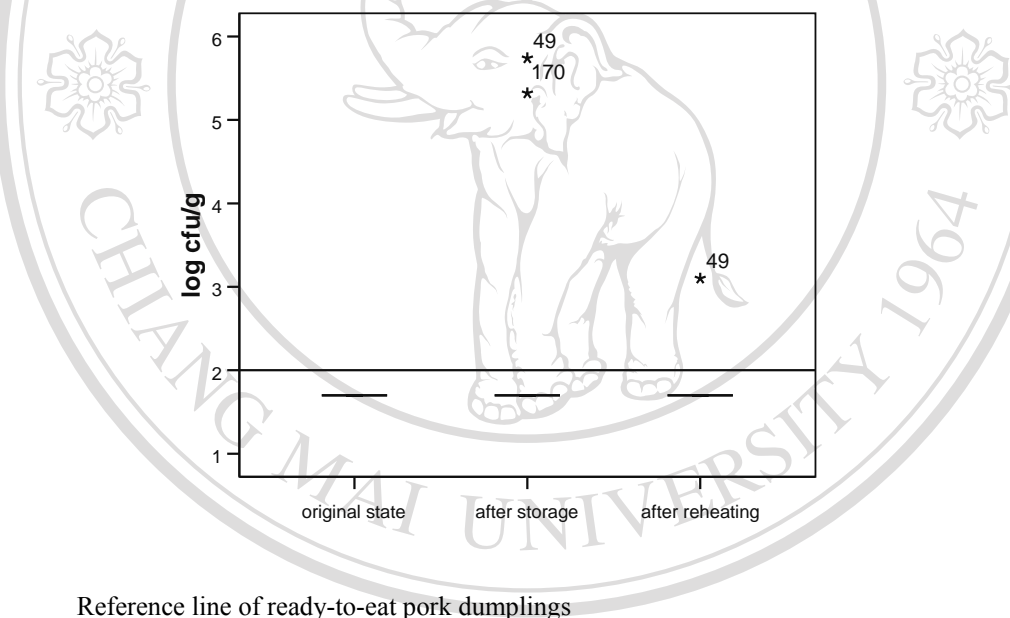 6
49
170
5
4
log cfu/g
49
3
2
1
original state after storage after reheating
CHIANG MAI UNIVERSITY 1964
Reference line of ready-to-eat pork dumplings